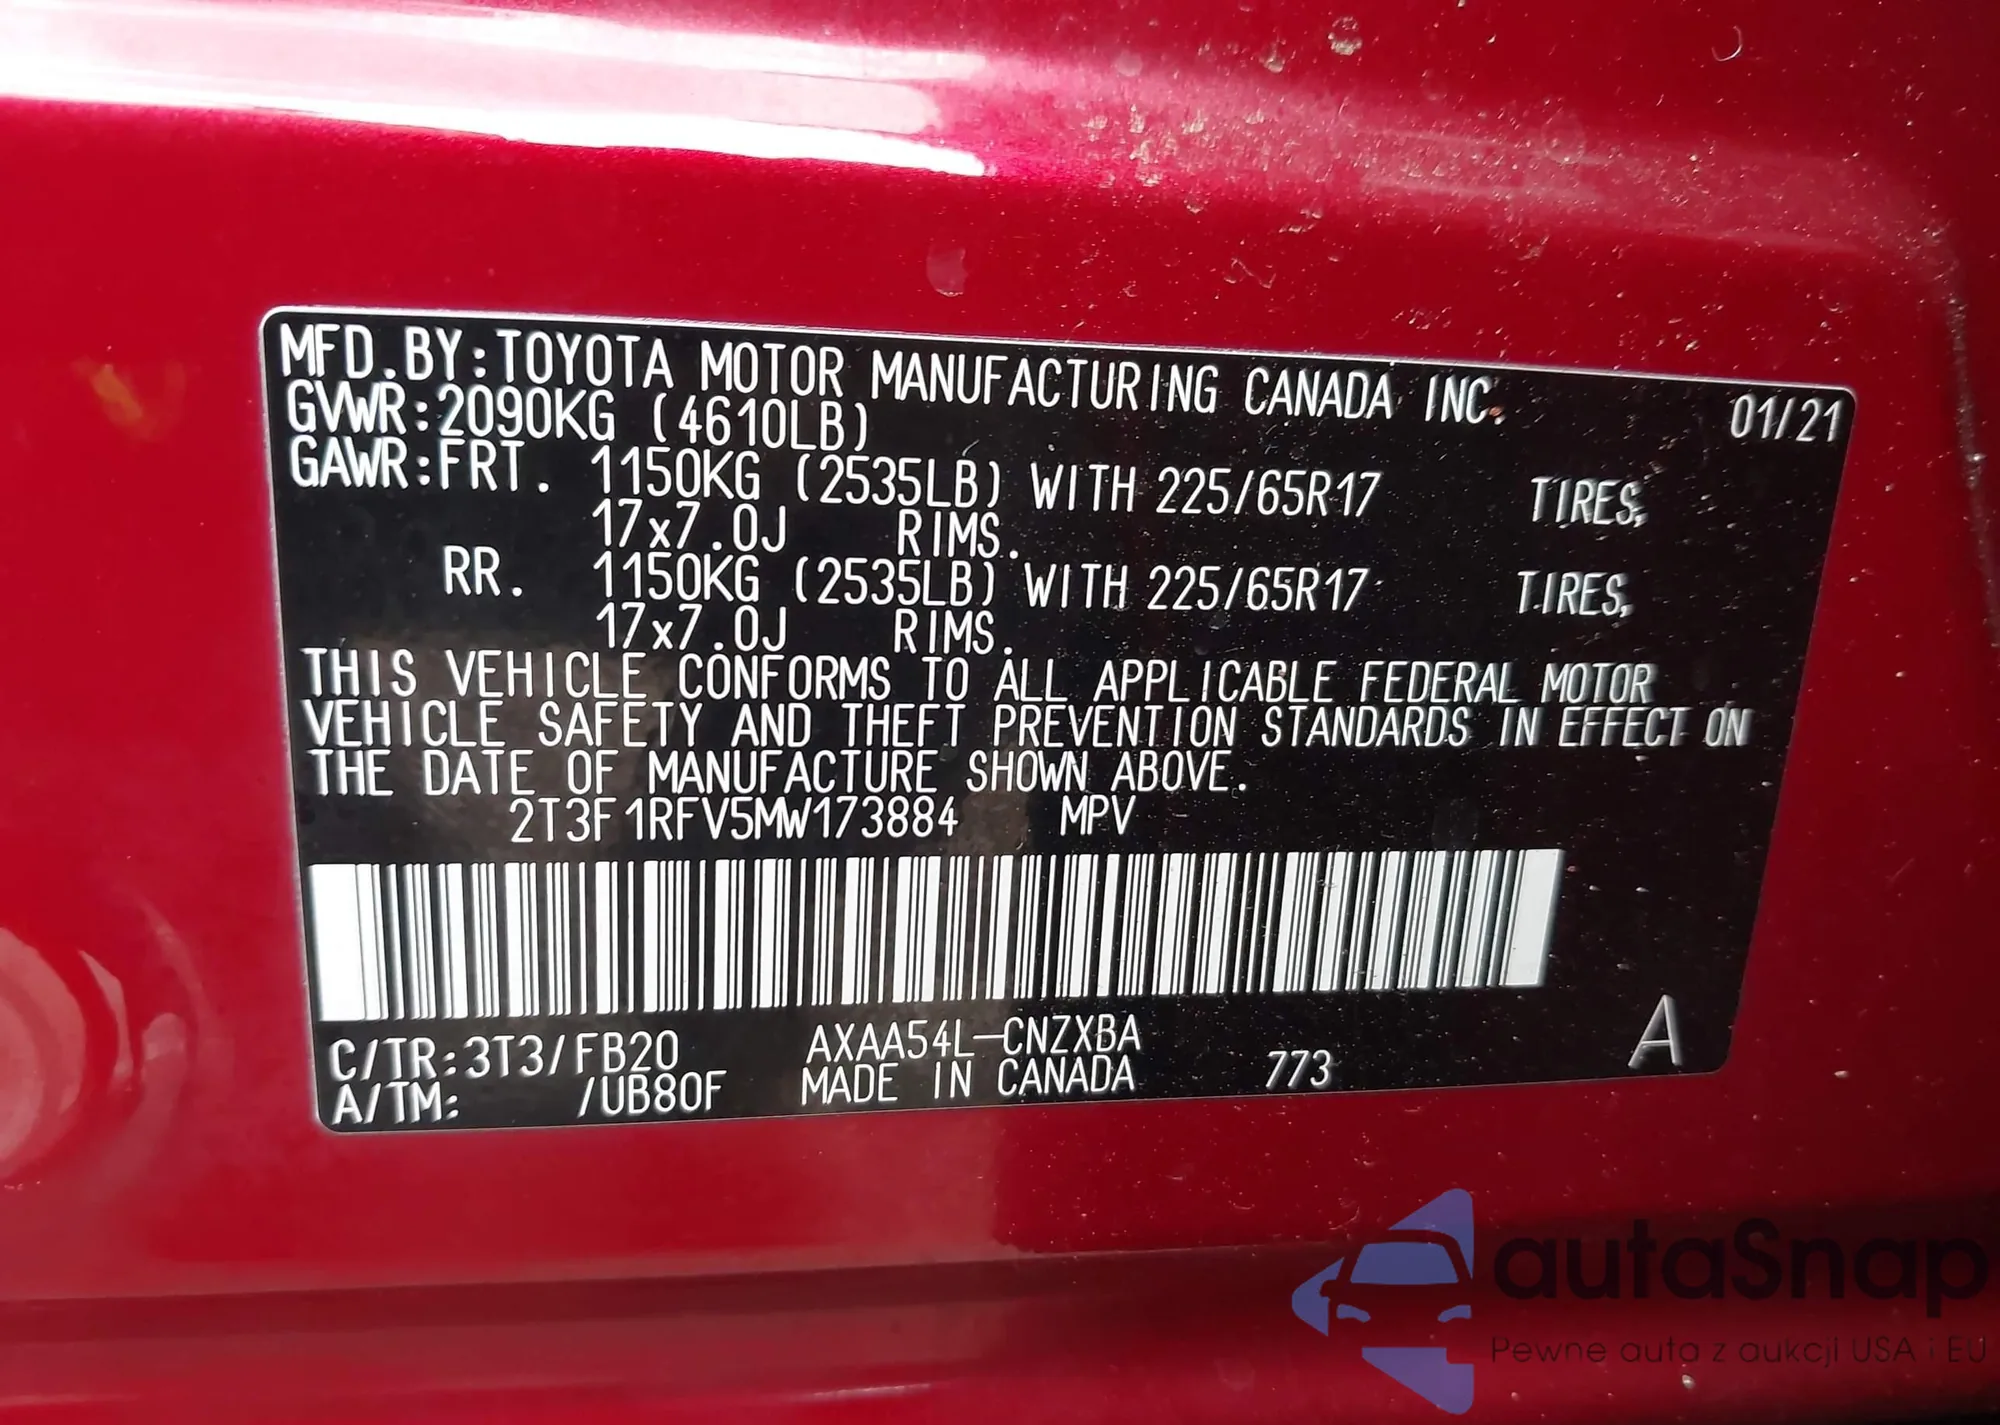 MFD.BY:TOYOTA MOTOR MANUFACTURING CANADA INC. 01/21
GVWR:2090KG (4610LB)
GAWR:FRT. 1150KG (2535LB) WITH 225/65R17 TIRES,
17x7.0J RIMS.
RR. 1150KG (2535LB) WITH 225/65R17 TIRES,
17x7.0J RIMS.
THIS VEHICLE CONFORMS TO ALL APPLICABLE FEDERAL MOTOR
VEHICLE SAFETY AND THEFT PREVENTION STANDARDS IN EFFECT ON
THE DATE OF MANUFACTURE SHOWN ABOVE.
2T3F1RFV5MW173884 MPV
C/TR:3T3/FB20 AXAA54L-CNZXBA 773 A
A/TM: /UB80F MADE IN CANADA
autaSnap
Pewne auta z aukcji USA i EU